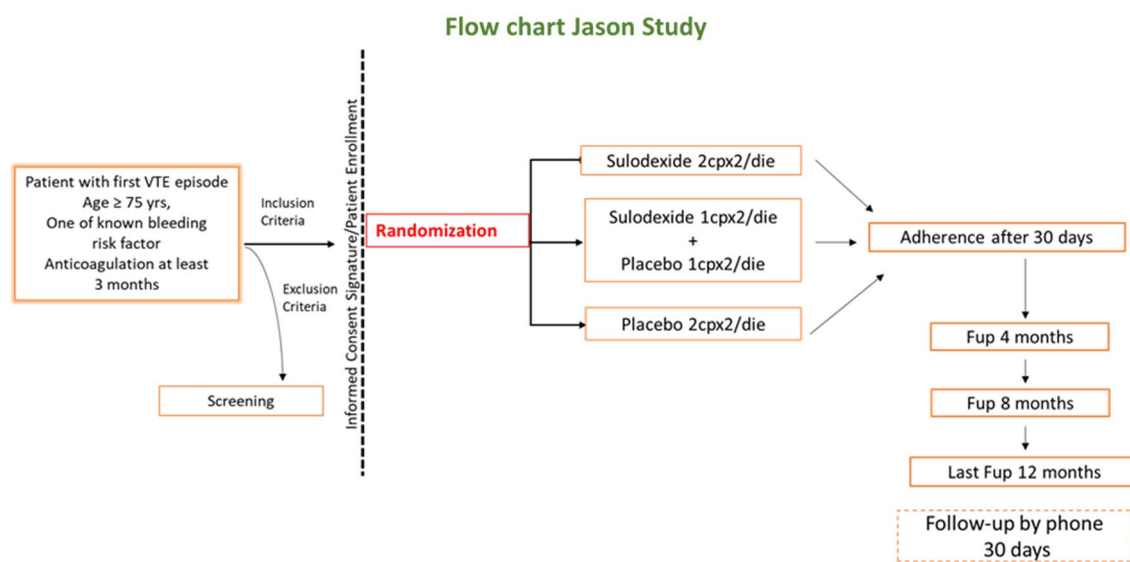 Flow chart Jason Study
Patient with first VTE episode
Age ≥ 75 yrs,
One of known bleeding
risk factor
Anticoagulation at least
3 months
Inclusion
Criteria
Exclusion
Criteria
Screening
Informed Consent Signature/Patient Enrollment
Randomization
Sulodexide 2cpx2/die
Sulodexide 1cpx2/die
+
Placebo 1cpx2/die
Placebo 2cpx2/die
Adherence after 30 days
Fup 4 months
Fup 8 months
Last Fup 12 months
Follow-up by phone
30 days